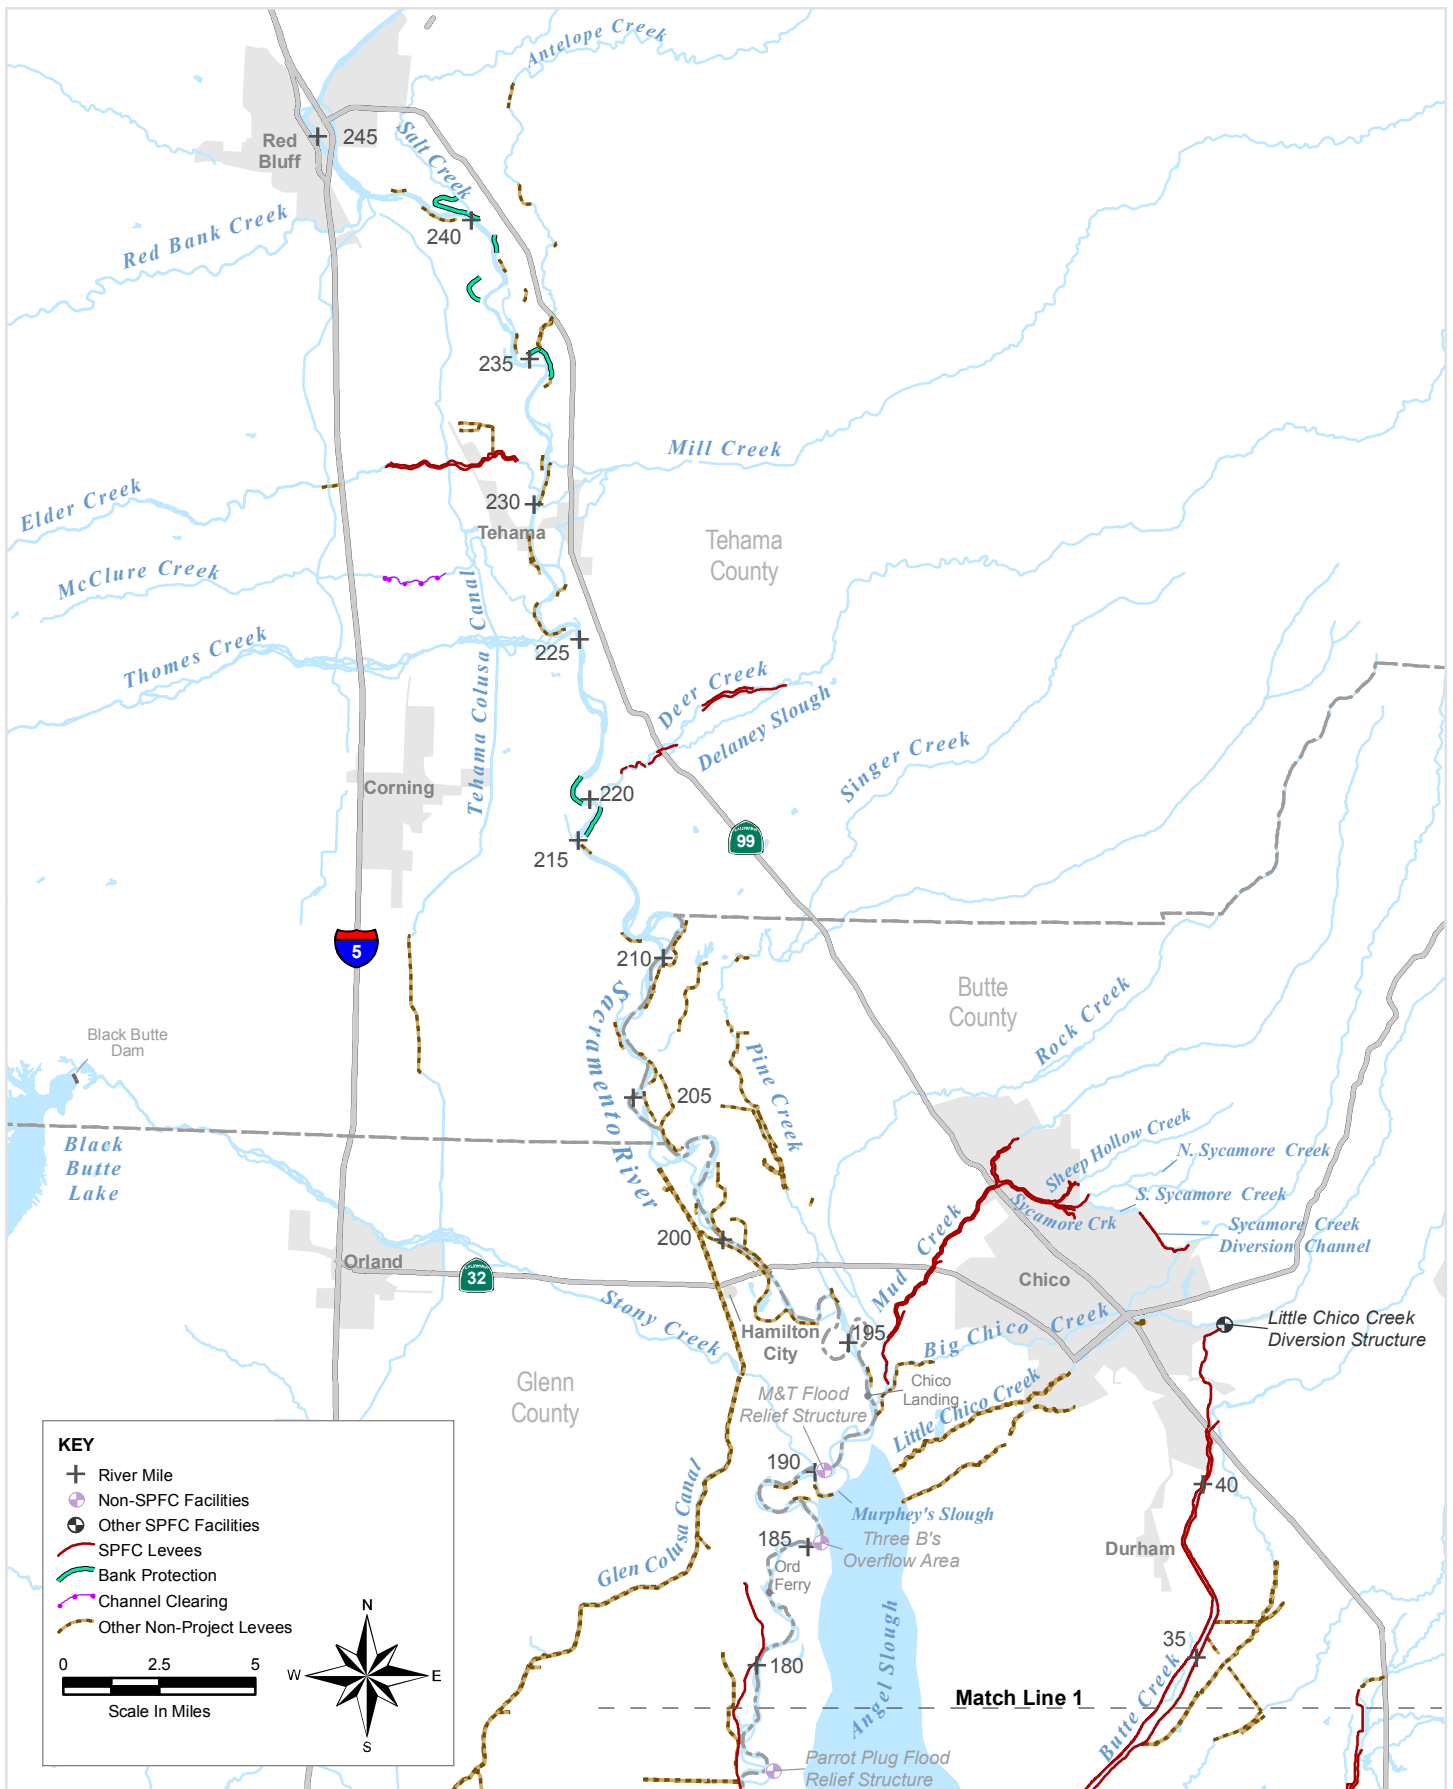 Antelope Creek
Salt Creek
Red
Bluff
245
Red Bank Creek
240
235
Mill Creek
Elder Creek
230
Tehama
Tehama
County
McClure Creek
Tehama Colusa Canal
Thomes Creek
225
Deer Creek
Delaney Slough
Singer Creek
Corning
220
99
215
5
210
Sacramento River
Butte
County
Rock Creek
Black Butte
Dam
Pine Creek
205
Black
Butte
Lake
Sheep Hollow Creek
N. Sycamore Creek
S. Sycamore Creek
Sycamore Crk
Sycamore Creek
Diversion Channel
200
Mud Creek
Orland
32
Chico
Stony Creek
Hamilton
City
195
Big Chico Creek
Little Chico Creek
Diversion Structure
Glenn
County
M&T Flood
Relief Structure
Chico
Landing
Little Chico Creek
190
Murphey's Slough
40
Glen Colusa Canal
185
Three B's
Overflow Area
Ord
Ferry
Durham
Angel Slough
35
180
Butte Creek
Match Line 1
Parrot Plug Flood
Relief Structure
KEY
River Mile
Non-SPFC Facilities
Other SPFC Facilities
SPFC Levees
Bank Protection
Channel Clearing
Other Non-Project Levees
0 2.5 5
Scale In Miles
N
W E
S